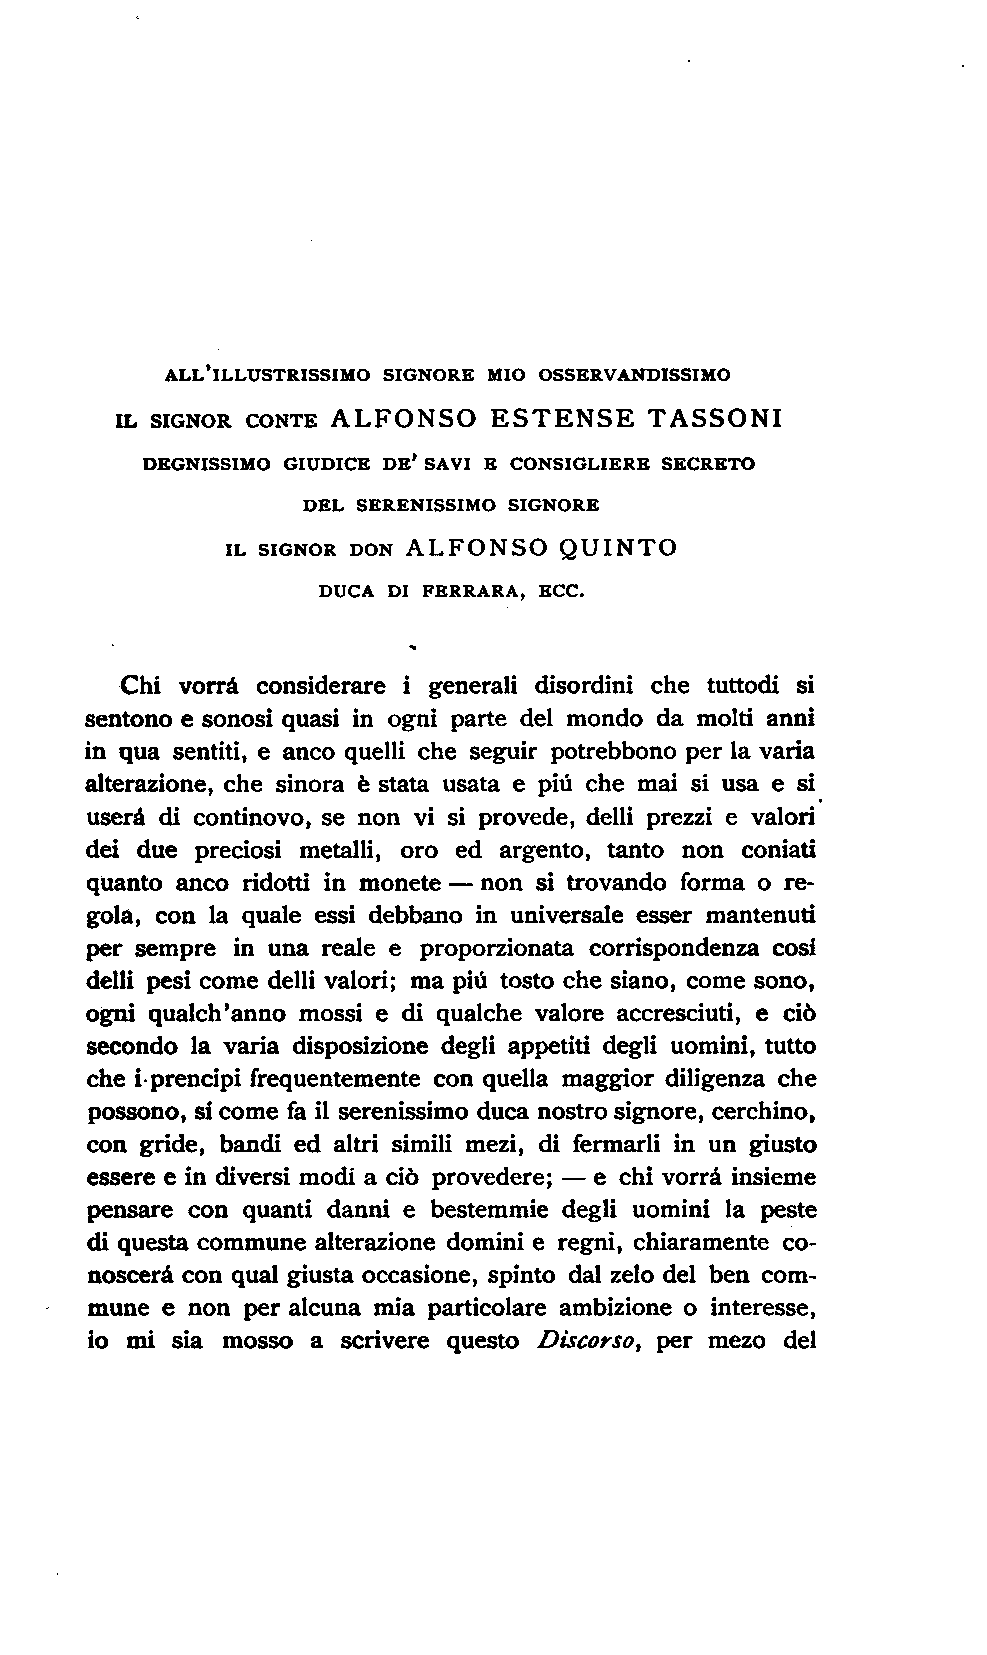 ALL'ILLUSTRISSIMO SIGNORE MIO OSSERVANDISSIMO
IL SIGNOR CONTE ALFONSO ESTENSE TASSONI
DEGNISSIMO GIUDICE DE' SAVI E CONSIGLIERE SECRETO
DEL SERENISSIMO SIGNORE
IL SIGNOR DON ALFONSO QUINTO
DUCA DI FERRARA, ECC.
Chi vorrá considerare i generali disordini che tuttodi si
sentono e sonosi quasi in ogni parte del mondo da molti anni
in qua sentiti, e anco quelli che seguir potrebbono per la varia
alterazione, che sinora è stata usata e piú che mai si usa e si
userá di continovo, se non vi si provede, delli prezzi e valori
dei due preciosi metalli, oro ed argento, tanto non coniati
quanto anco ridotti in monete — non si trovando forma o re-
gola, con la quale essi debbano in universale esser mantenuti
per sempre in una reale e proporzionata corrispondenza cosí
delli pesi come delli valori; ma piú tosto che siano, come sono,
ogni qualch'anno mossi e di qualche valore accresciuti, e ciò
secondo la varia disposizione degli appetiti degli uomini, tutto
che i prencipi frequentemente con quella maggior diligenza che
possono, sí come fa il serenissimo duca nostro signore, cerchino,
con gride, bandi ed altri simili mezi, di fermarli in un giusto
essere e in diversi modi a ciò provedere; — e chi vorrá insieme
pensare con quanti danni e bestemmie degli uomini la peste
di questa commune alterazione domini e regni, chiaramente co-
noscerá con qual giusta occasione, spinto dal zelo del ben com-
mune e non per alcuna mia particolare ambizione o interesse,
io mi sia mosso a scrivere questo Discorso, per mezo del